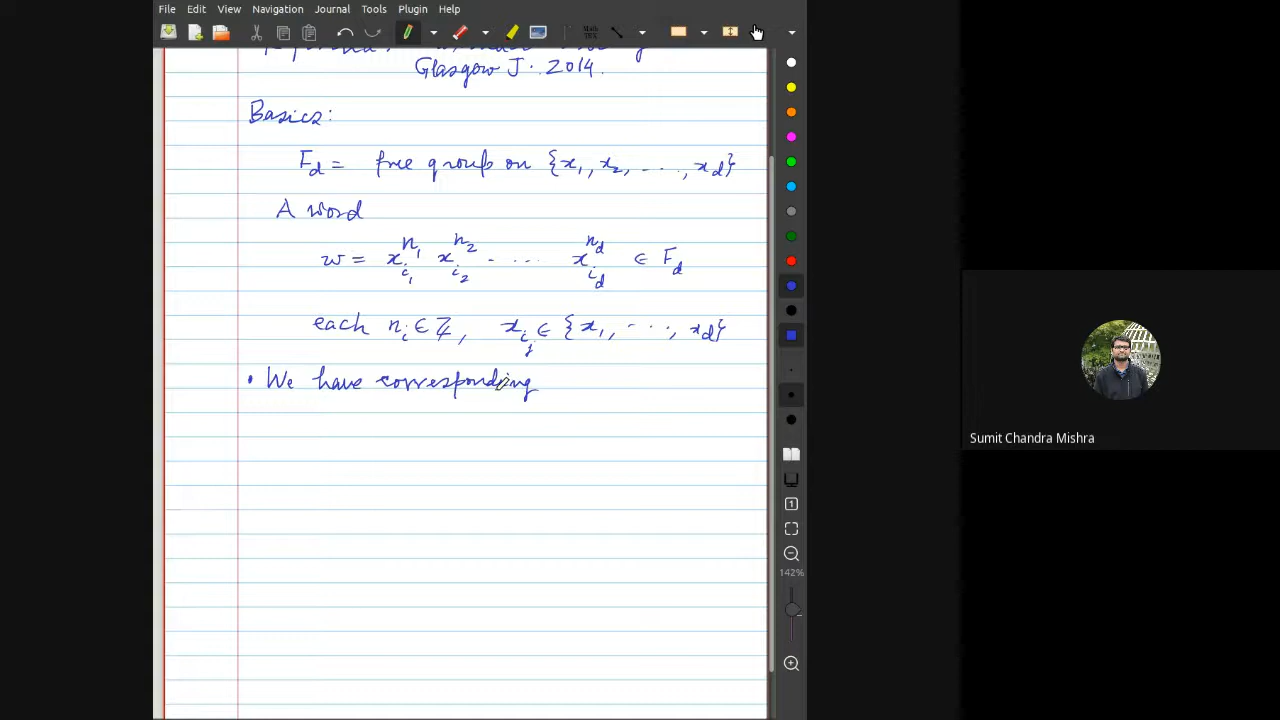 File Edit View Navigation Journal Tools Plugin Help
Glasgow J. 2014.
Basics:
F_d = free group on {x_1, x_2, ..., x_d}
A word
w = x_{i_1}^{n_1} x_{i_2}^{n_2} ... x_{i_d}^{n_d} ∈ F_d
each n_i ∈ ℤ, x_{i_j} ∈ {x_1, ..., x_d}
• We have corresponding
1
142%
Sumit Chandra Mishra